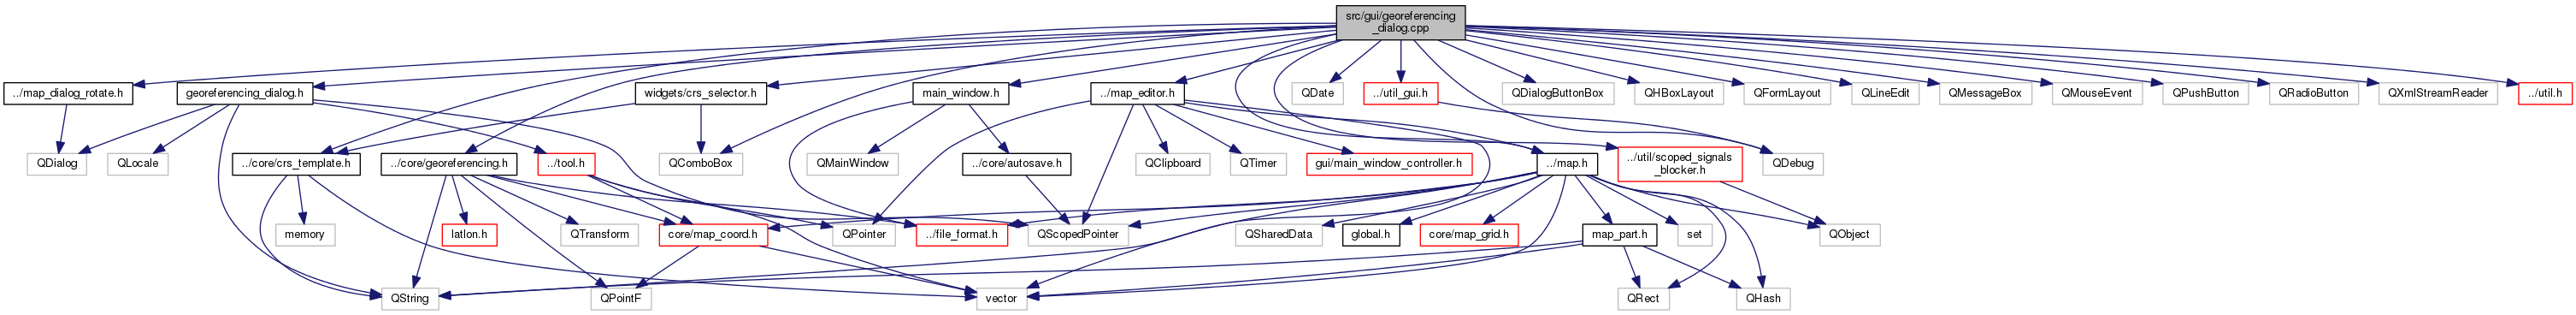 src/gui/georeferencing
_dialog.cpp
../map_dialog_rotate.h
georeferencing_dialog.h
widgets/crs_selector.h
main_window.h
../map_editor.h
QDate
../util_gui.h
QDialogButtonBox
QHBoxLayout
QFormLayout
QLineEdit
QMessageBox
QMouseEvent
QPushButton
QRadioButton
QXmlStreamReader
../util.h
QDialog
QLocale
../core/crs_template.h
../core/georeferencing.h
../tool.h
QComboBox
QMainWindow
../core/autosave.h
QClipboard
QTimer
gui/main_window_controller.h
../map.h
../util/scoped_signals
_blocker.h
QDebug
memory
latlon.h
QTransform
core/map_coord.h
QPointer
../file_format.h
QScopedPointer
QSharedData
global.h
core/map_grid.h
map_part.h
set
QObject
QString
QPointF
vector
QRect
QHash